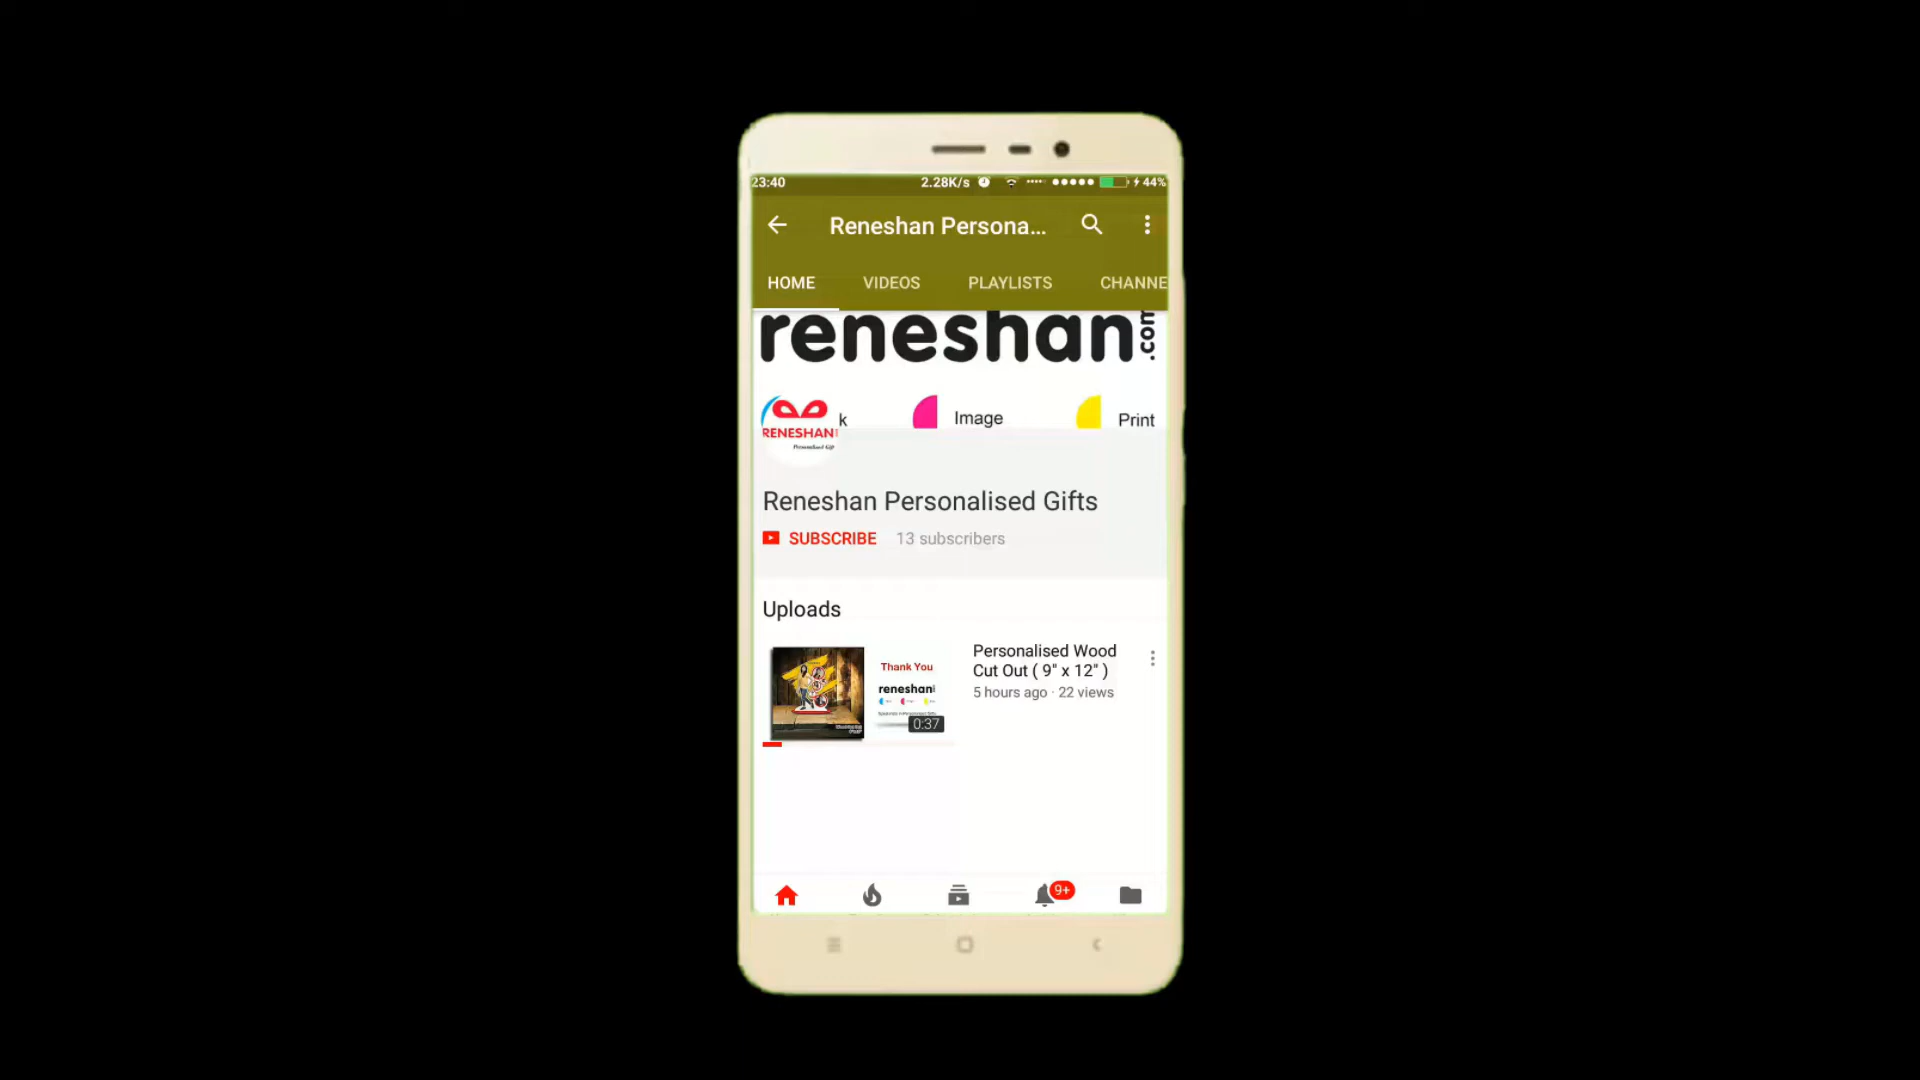 23:40 2.28K/s 44%
Reneshan Persona...
HOME VIDEOS PLAYLISTS CHANNE
reneshan.com
k Image Print
RENESHAN
Personalised Gift
Reneshan Personalised Gifts
SUBSCRIBE 13 subscribers
Uploads
Thank You
reneshan
0:37
Personalised Wood
Cut Out ( 9" x 12" )
5 hours ago · 22 views
9+